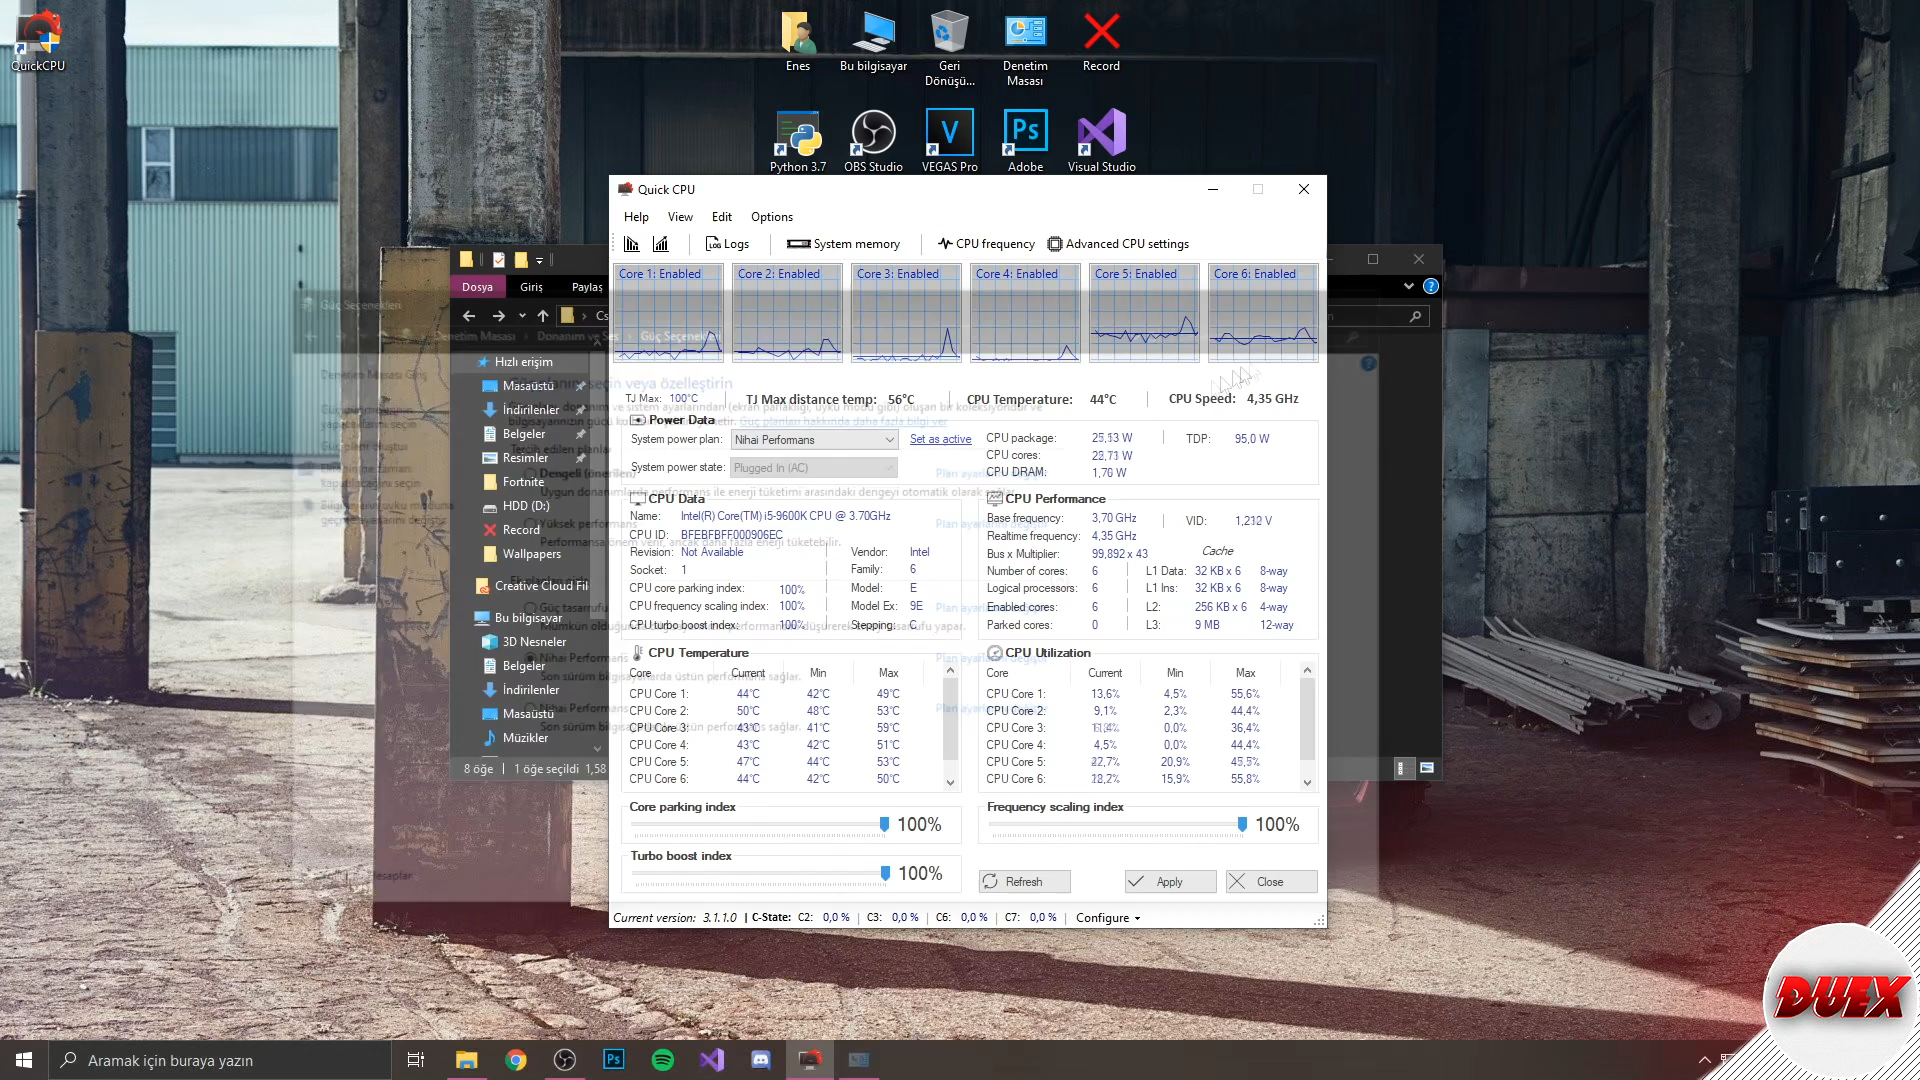 QuickCPU
Enes
Bu bilgisayar
Geri Dönüşü...
Denetim Masası
Record
Python 3.7
OBS Studio
VEGAS Pro
Adobe
Visual Studio
Quick CPU
Help View Edit Options
Logs System memory CPU frequency Advanced CPU settings
Core 1: Enabled Core 2: Enabled Core 3: Enabled Core 4: Enabled Core 5: Enabled Core 6: Enabled
Dosya Giriş Paylaş
Güç Seçenekleri
Cs
Denetim Masası Donanım ve Ses Güç Seçenekleri
Hızlı erişim
Masaüstü
İndirilenler
Belgeler
Resimler
Fortnite
HDD (D:)
Record
Wallpapers
Creative Cloud Fil
Bu bilgisayar
3D Nesneler
Belgeler
İndirilenler
Masaüstü
Müzikler
8 öğe 1 öğe seçildi 1,58
TJ Max: 100°C TJ Max distance temp: 56°C CPU Temperature: 44°C CPU Speed: 4,35 GHz
Power Data
System power plan: Nihai Performans Set as active
System power state: Plugged In (AC)
CPU package: 25,13 W TDP: 95,0 W
CPU cores:
CPU DRAM: 1,70 W
CPU Data
Name: Intel(R) Core(TM) i5-9600K CPU @ 3.70GHz
CPU ID: BFEBFBFF000906EC
Revision: Not Available Vendor: Intel
Socket: 1 Family: 6
CPU core parking index: 100% Model: E
CPU frequency scaling index: 100% Model Ex: 9E
CPU turbo boost index: 100% Stepping: C
CPU Performance
Base frequency: 3,70 GHz VID: 1,212 V
Realtime frequency: 4,35 GHz
Bus x Multiplier: 99,892 x 43 Cache
Number of cores: 6 L1 Data: 32 KB x 6 8-way
Logical processors: 6 L1 Ins: 32 KB x 6 8-way
Enabled cores: 6 L2: 256 KB x 6 4-way
Parked cores: 0 L3: 9 MB 12-way
CPU Temperature
Core Current Min Max
CPU Core 1: 44°C 42°C 49°C
CPU Core 2: 50°C 48°C 53°C
CPU Core 3: 43°C 41°C 59°C
CPU Core 4: 43°C 42°C 51°C
CPU Core 5: 47°C 44°C 53°C
CPU Core 6: 44°C 42°C 50°C
CPU Utilization
Core Current Min Max
CPU Core 1: 13,6% 4,5% 55,6%
CPU Core 2: 9,1% 2,3% 44,4%
CPU Core 3: 0,0% 36,4%
CPU Core 4: 4,5% 0,0% 44,4%
CPU Core 5: 20,9% 45,5%
CPU Core 6: 15,9% 55,8%
Core parking index
100%
Frequency scaling index
100%
Turbo boost index
100%
Refresh Apply Close
Current version: 3.1.1.0 | C-State: C2: 0,0 % C3: 0,0 % C6: 0,0 % C7: 0,0 % Configure
DUEX
Aramak için buraya yazın